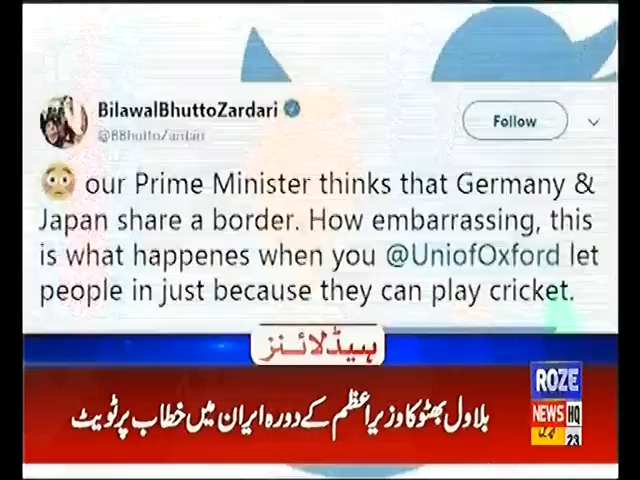 BilawalBhuttoZardari
@BBhuttoZardari
Follow
😳 our Prime Minister thinks that Germany &
Japan share a border. How embarrassing, this
is what happenes when you @UniofOxford let
people in just because they can play cricket.
ہیڈلائنز
بلاول بھٹو کا وزیراعظم کے دورہ ایران میں خطاب پر ٹویٹ
ROZE
NEWS HQ
23